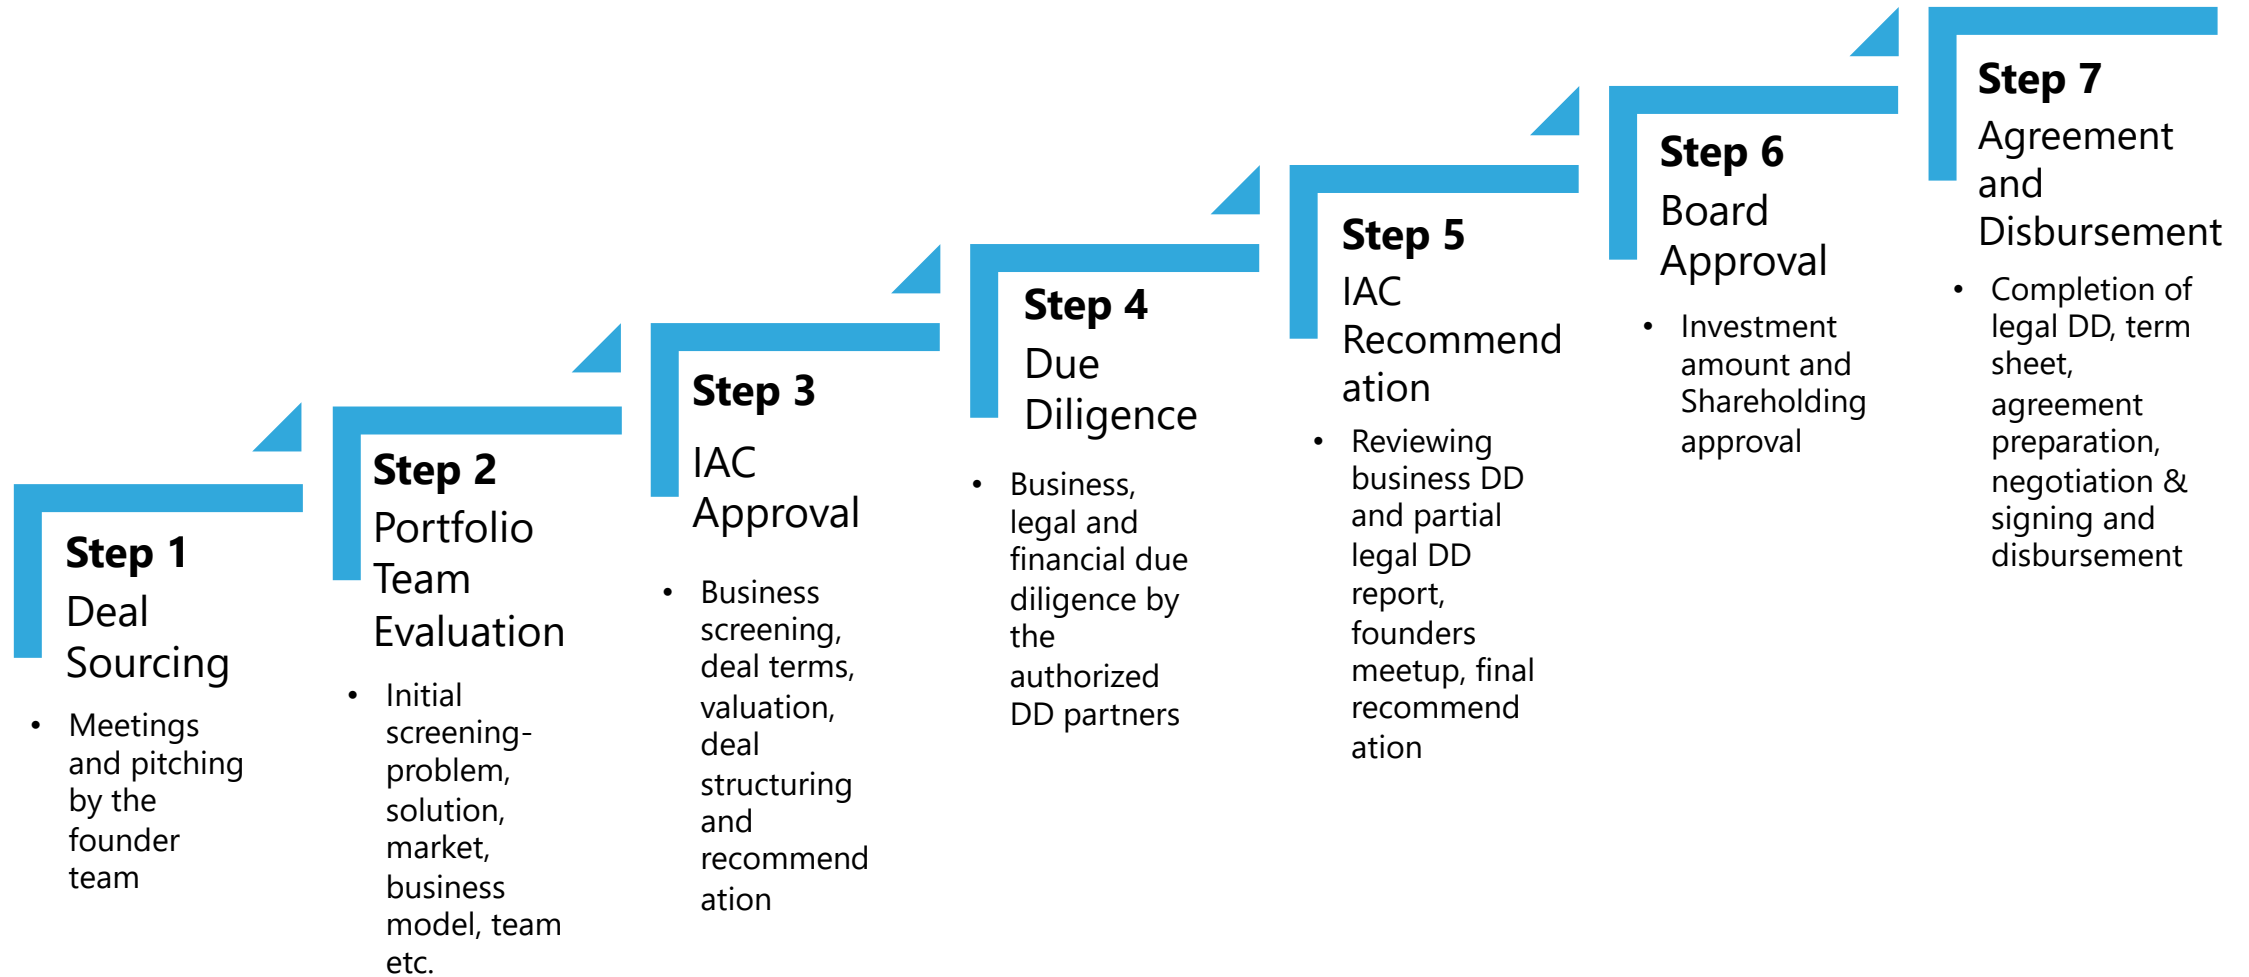 Step 1
Deal
Sourcing
• Meetings
and pitching
by the
founder
team
Step 2
Portfolio
Team
Evaluation
• Initial
screening-
problem,
solution,
market,
business
model, team
etc.
Step 3
IAC
Approval
• Business
screening,
deal terms,
valuation,
deal
structuring
and
recommend
ation
Step 4
Due
Diligence
• Business,
legal and
financial due
diligence by
the
authorized
DD partners
Step 5
IAC
Recommend
ation
• Reviewing
business DD
and partial
legal DD
report,
founders
meetup, final
recommend
ation
Step 6
Board
Approval
• Investment
amount and
Shareholding
approval
Step 7
Agreement
and
Disbursement
• Completion of
legal DD, term
sheet,
agreement
preparation,
negotiation &
signing and
disbursement